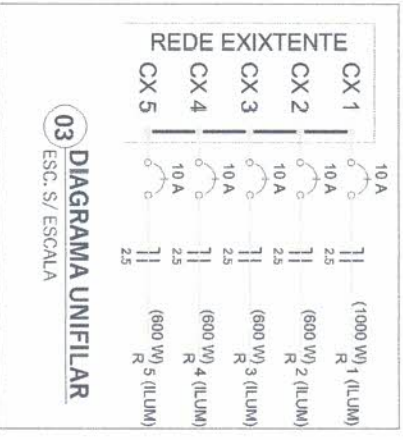 REDE EXIXTENTE
CX 1
10 A
2.5
(1000 W)
R 1 (ILUM)
CX 2
10 A
2.5
(600 W)
R 2 (ILUM)
CX 3
10 A
2.5
(600 W)
R 3 (ILUM)
CX 4
10 A
2.5
(600 W)
R 4 (ILUM)
CX 5
10 A
2.5
(600 W)
R 5 (ILUM)
03 DIAGRAMA UNIFILAR
ESC. S/ ESCALA